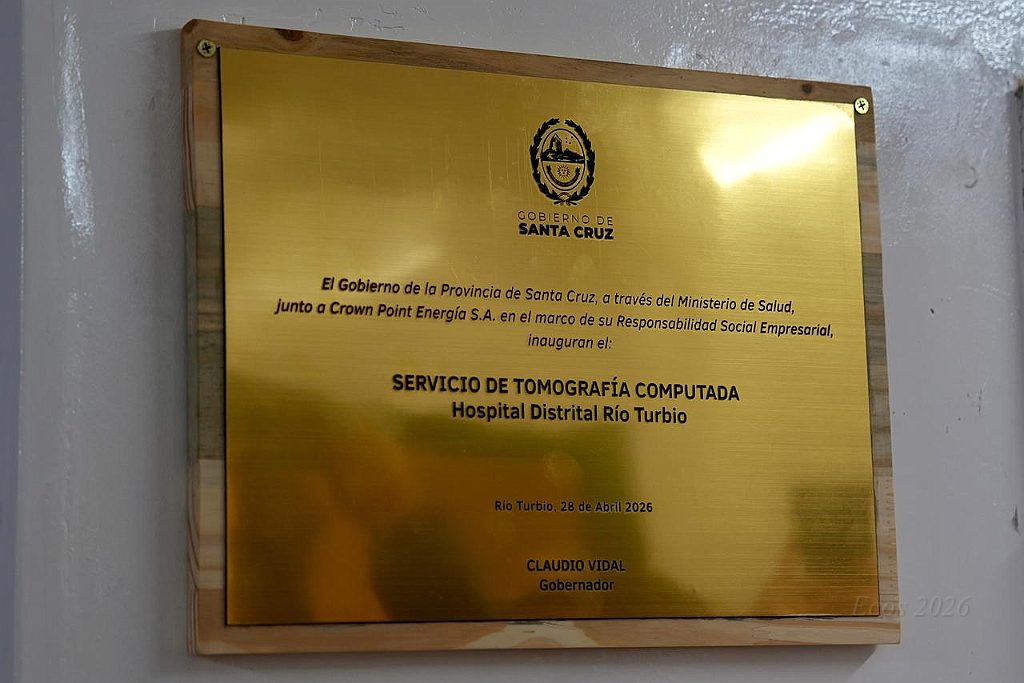 GOBIERNO DE
SANTA CRUZ
El Gobierno de la Provincia de Santa Cruz, a través del Ministerio de Salud,
junto a Crown Point Energía S.A. en el marco de su Responsabilidad Social Empresarial,
inauguran el:
SERVICIO DE TOMOGRAFÍA COMPUTADA
Hospital Distrital Río Turbio
Río Turbio, 28 de Abril 2026
CLAUDIO VIDAL
Gobernador
Ecos 2026